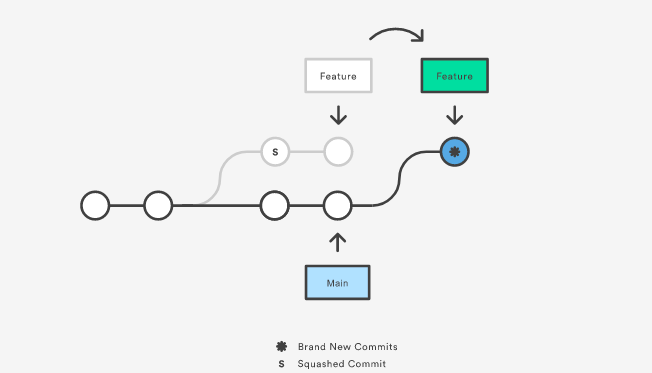 Feature
Feature
S
Main
Brand New Commits
S Squashed Commit